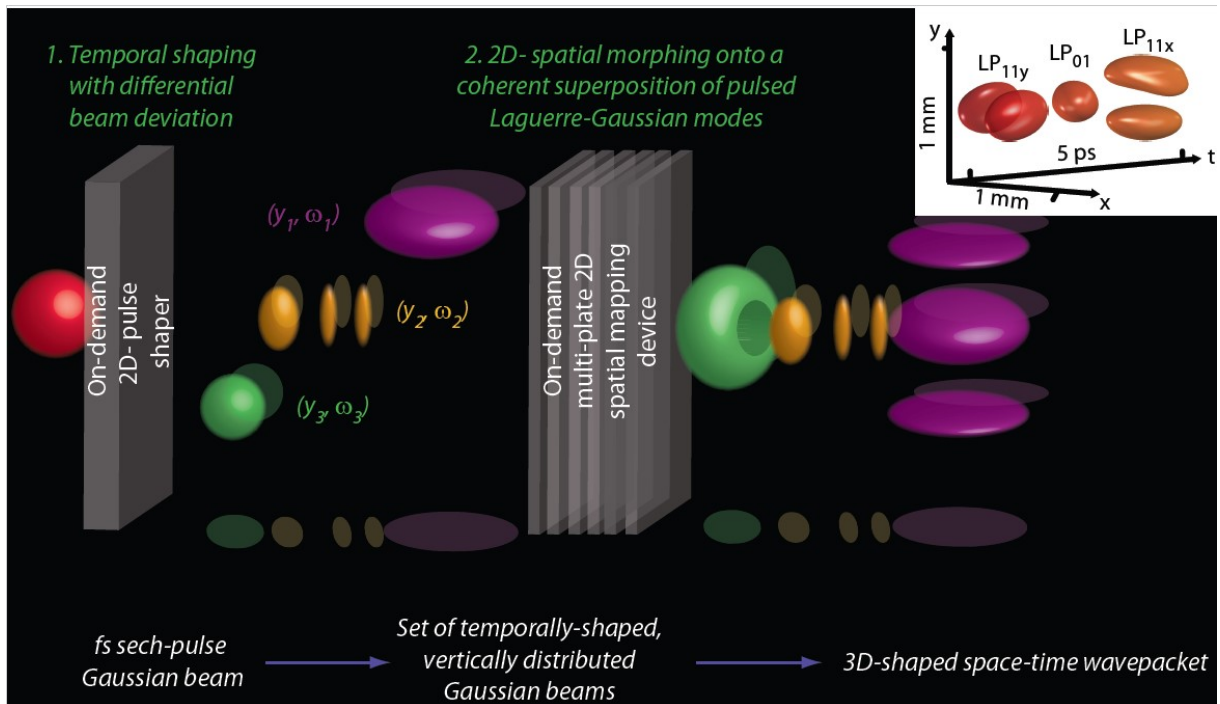 1. Temporal shaping
with differential
beam deviation
2. 2D- spatial morphing onto a
coherent superposition of pulsed
Laguerre-Gaussian modes
y
LP11y
LP01
LP11x
1 mm
5 ps
t
1 mm
x
On-demand
2D- pulse
shaper
(y1, ω1)
(y2, ω2)
(y3, ω3)
On-demand
multi-plate 2D
spatial mapping
device
fs sech-pulse
Gaussian beam
Set of temporally-shaped,
vertically distributed
Gaussian beams
3D-shaped space-time wavepacket